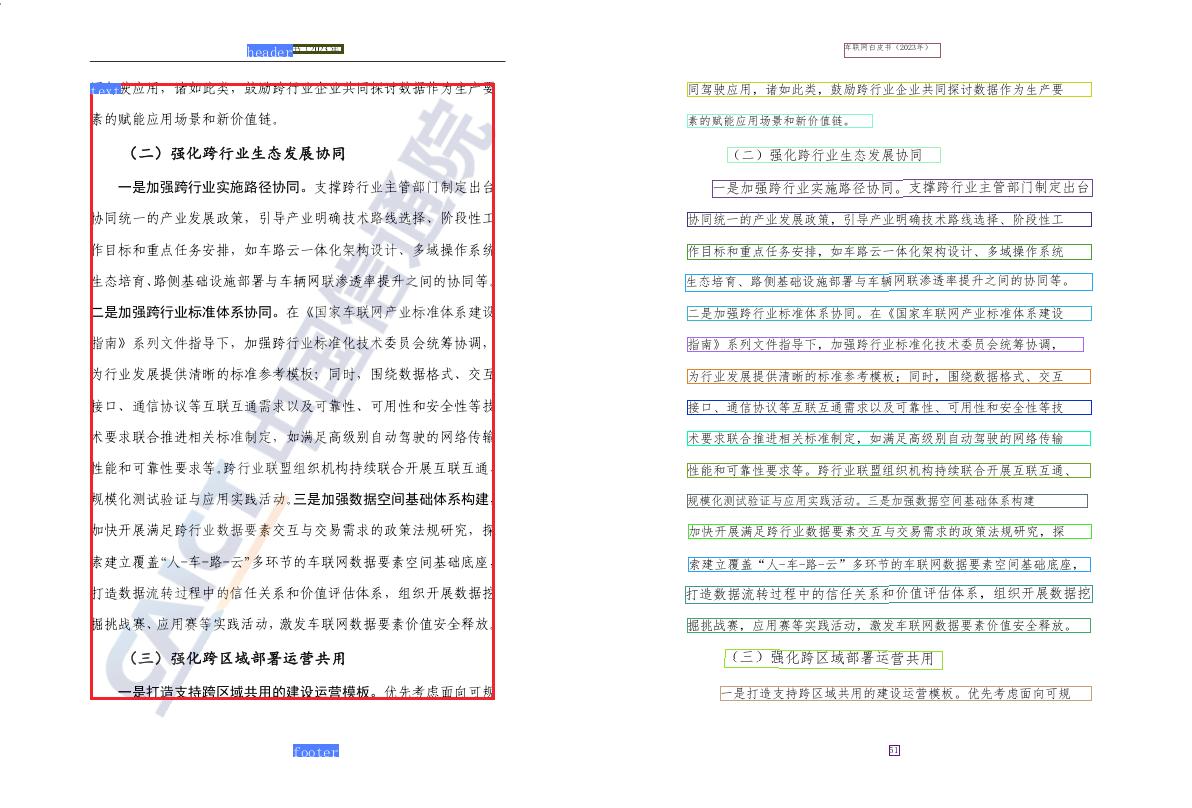 header
text驶应用，诸如此类，鼓励跨行业企业共同探讨数据作为生产要
素的赋能应用场景和新价值链。
（二）强化跨行业生态发展协同
一是加强跨行业实施路径协同。支撑跨行业主管部门制定出台
协同统一的产业发展政策，引导产业明确技术路线选择、阶段性工
作目标和重点任务安排，如车路云一体化架构设计、多域操作系统
生态培育、路侧基础设施部署与车辆网联渗透率提升之间的协同等。
二是加强跨行业标准体系协同。在《国家车联网产业标准体系建设
指南》系列文件指导下，加强跨行业标准化技术委员会统筹协调，
为行业发展提供清晰的标准参考模板；同时，围绕数据格式、交互
接口、通信协议等互联互通需求以及可靠性、可用性和安全性等技
术要求联合推进相关标准制定，如满足高级别自动驾驶的网络传输
性能和可靠性要求等。跨行业联盟组织机构持续联合开展互联互通、
规模化测试验证与应用实践活动。三是加强数据空间基础体系构建，
加快开展满足跨行业数据要素交互与交易需求的政策法规研究，探
索建立覆盖“人-车-路-云”多环节的车联网数据要素空间基础底座，
打造数据流转过程中的信任关系和价值评估体系，组织开展数据挖
掘挑战赛、应用赛等实践活动，激发车联网数据要素价值安全释放。
（三）强化跨区域部署运营共用
一是打造支持跨区域共用的建设运营模板。优先考虑面向可规
CAICT 中国信通院
footer
车联网白皮书（2023年）
同驾驶应用，诸如此类，鼓励跨行业企业共同探讨数据作为生产要
素的赋能应用场景和新价值链。
（二）强化跨行业生态发展协同
一是加强跨行业实施路径协同。支撑跨行业主管部门制定出台
协同统一的产业发展政策，引导产业明确技术路线选择、阶段性工
作目标和重点任务安排，如车路云一体化架构设计、多域操作系统
生态培育、路侧基础设施部署与车辆网联渗透率提升之间的协同等。
二是加强跨行业标准体系协同。在《国家车联网产业标准体系建设
指南》系列文件指导下，加强跨行业标准化技术委员会统筹协调，
为行业发展提供清晰的标准参考模板；同时，围绕数据格式、交互
接口、通信协议等互联互通需求以及可靠性、可用性和安全性等技
术要求联合推进相关标准制定，如满足高级别自动驾驶的网络传输
性能和可靠性要求等。跨行业联盟组织机构持续联合开展互联互通、
规模化测试验证与应用实践活动。三是加强数据空间基础体系构建
加快开展满足跨行业数据要素交互与交易需求的政策法规研究，探
索建立覆盖“人-车-路-云”多环节的车联网数据要素空间基础底座，
打造数据流转过程中的信任关系和价值评估体系，组织开展数据挖
掘挑战赛，应用赛等实践活动，激发车联网数据要素价值安全释放。
（三）强化跨区域部署运营共用
一是打造支持跨区域共用的建设运营模板。优先考虑面向可规
51